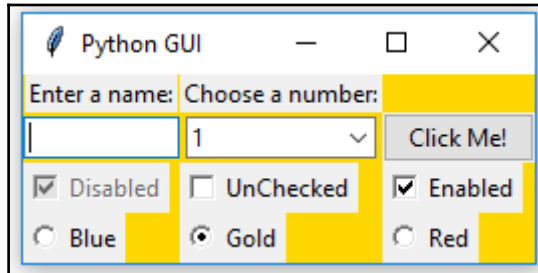 Python GUI
Enter a name: Choose a number:
1 Click Me!
Disabled UnChecked Enabled
Blue Gold Red